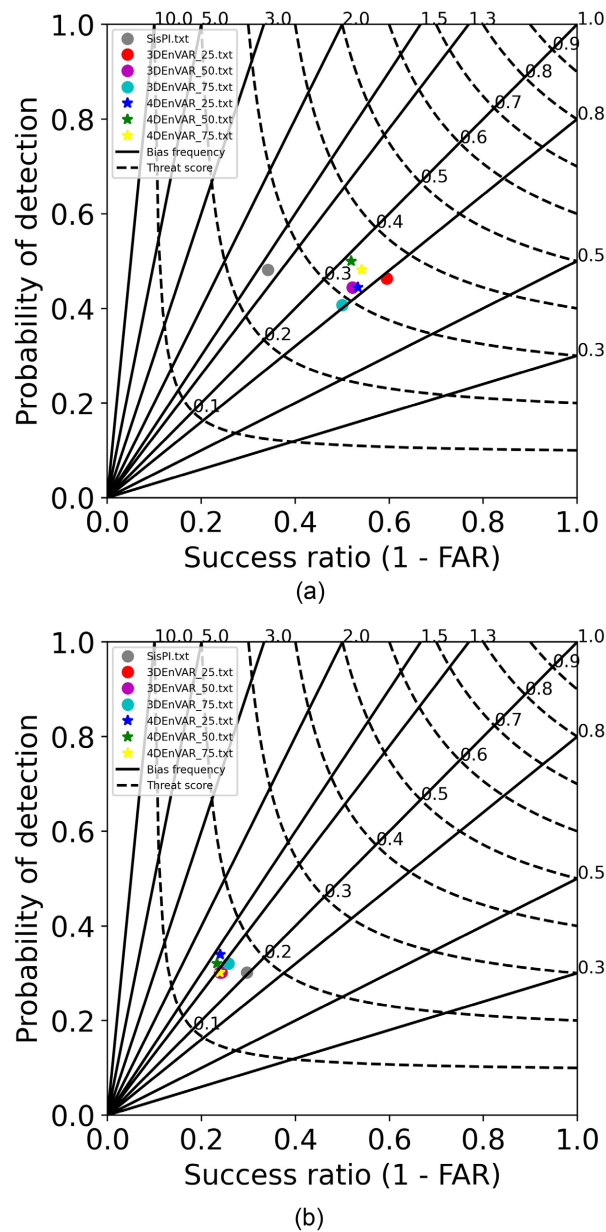 10.0 5.0 3.0 2.0 1.5 1.3 1.0
SisPI.txt
3DEnVAR_25.txt
3DEnVAR_50.txt
3DEnVAR_75.txt
4DEnVAR_25.txt
4DEnVAR_50.txt
4DEnVAR_75.txt
Bias frequency
Threat score
0.9
0.8
0.7
0.6
0.5
0.4
0.3
0.2
0.1
0.8
0.5
0.3
1.0
0.8
0.6
0.4
0.2
0.0
Probability of detection
0.0 0.2 0.4 0.6 0.8 1.0
Success ratio (1 - FAR)
(a)
10.0 5.0 3.0 2.0 1.5 1.3 1.0
SisPI.txt
3DEnVAR_25.txt
3DEnVAR_50.txt
3DEnVAR_75.txt
4DEnVAR_25.txt
4DEnVAR_50.txt
4DEnVAR_75.txt
Bias frequency
Threat score
0.9
0.8
0.7
0.6
0.5
0.4
0.3
0.2
0.1
0.8
0.5
0.3
1.0
0.8
0.6
0.4
0.2
0.0
Probability of detection
0.0 0.2 0.4 0.6 0.8 1.0
Success ratio (1 - FAR)
(b)